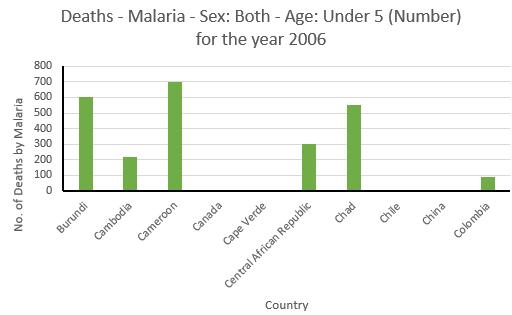 Deaths - Malaria - Sex: Both - Age: Under 5 (Number)
for the year 2006
No. of Deaths by Malaria
800
700
600
500
400
300
200
100
0
Burundi
Cambodia
Cameroon
Canada
Cape Verde
Central African Republic
Chad
Chile
China
Colombia
Country